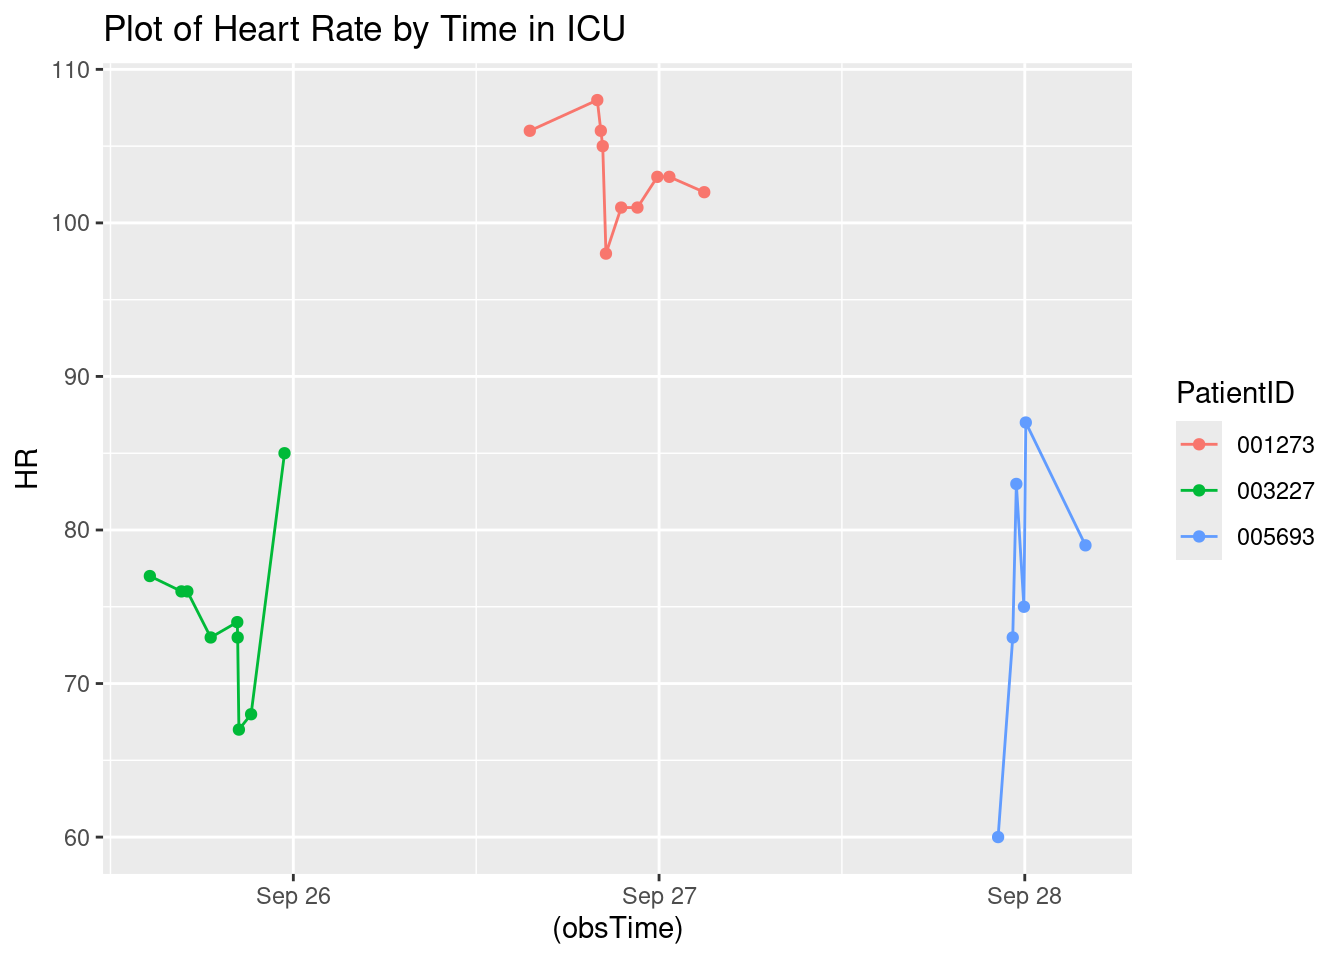 Plot of Heart Rate by Time in ICU
110
100
90
80
70
60
HR
Sep 26
Sep 27
Sep 28
(obsTime)
PatientID
001273
003227
005693